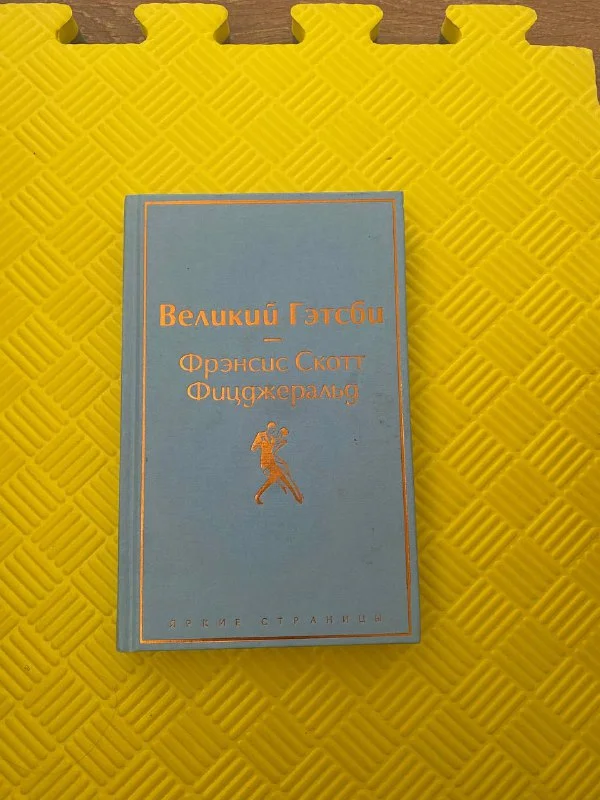 Великий Гэтсби
Фрэнсис Скотт
Фицджеральд
ЯРКИЕ СТРАНИЦЫ